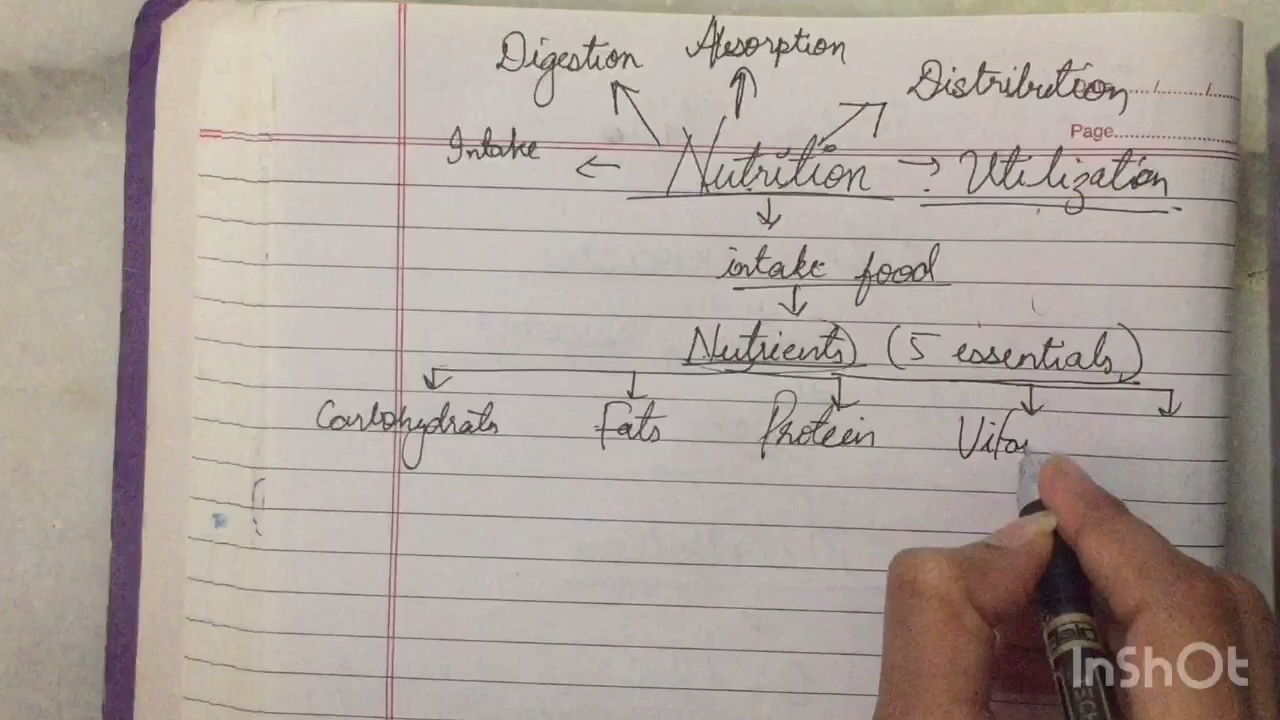 Digestion Absorption Distribution
Page
Intake ← Nutrition → Utilization
intake food
Nutrients (5 essentials)
Carbohydrats Fats Protein Vita
InShOt